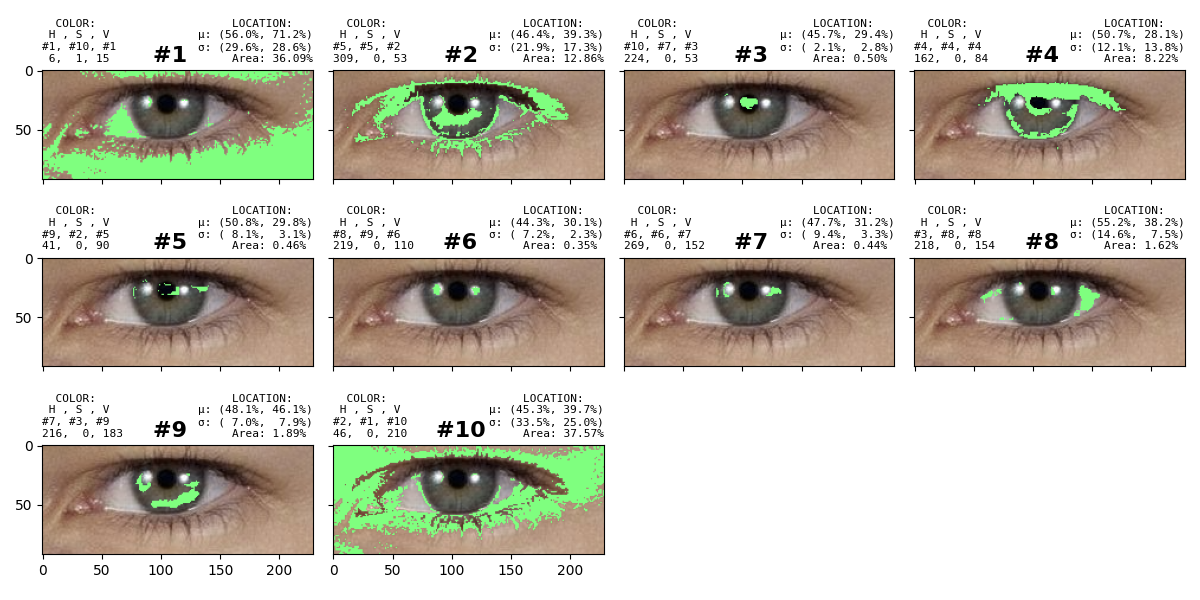 COLOR: LOCATION: COLOR: LOCATION: COLOR: LOCATION: COLOR: LOCATION:
H , S , V μ: (56.0%, 71.2%) H , S , V μ: (46.4%, 39.3%) H , S , V μ: (45.7%, 29.4%) H , S , V μ: (50.7%, 28.1%)
#1, #10, #1 #1 σ: (29.6%, 28.6%) #5, #5, #2 #2 σ: (21.9%, 17.3%) #10, #7, #3 #3 σ: ( 2.1%, 2.8%) #4, #4, #4 #4 σ: (12.1%, 13.8%)
6, 1, 15 Area: 36.09% 309, 0, 53 Area: 12.86% 224, 0, 53 Area: 0.50% 162, 0, 84 Area: 8.22%
0
50
COLOR: LOCATION: COLOR: LOCATION: COLOR: LOCATION: COLOR: LOCATION:
H , S , V μ: (50.8%, 29.8%) H , S , V μ: (44.3%, 30.1%) H , S , V μ: (47.7%, 31.2%) H , S , V μ: (55.2%, 38.2%)
#9, #2, #5 #5 σ: ( 8.1%, 3.1%) #8, #9, #6 #6 σ: ( 7.2%, 2.3%) #6, #6, #7 #7 σ: ( 9.4%, 3.3%) #3, #8, #8 #8 σ: (14.6%, 7.5%)
41, 0, 90 Area: 0.46% 219, 0, 110 Area: 0.35% 269, 0, 152 Area: 0.44% 218, 0, 154 Area: 1.62%
0
50
COLOR: LOCATION: COLOR: LOCATION:
H , S , V μ: (48.1%, 46.1%) H , S , V μ: (45.3%, 39.7%)
#7, #3, #9 #9 σ: ( 7.0%, 7.9%) #2, #1, #10 #10 σ: (33.5%, 25.0%)
216, 0, 183 Area: 1.89% 46, 0, 210 Area: 37.57%
0
50
0 50 100 150 200 0 50 100 150 200